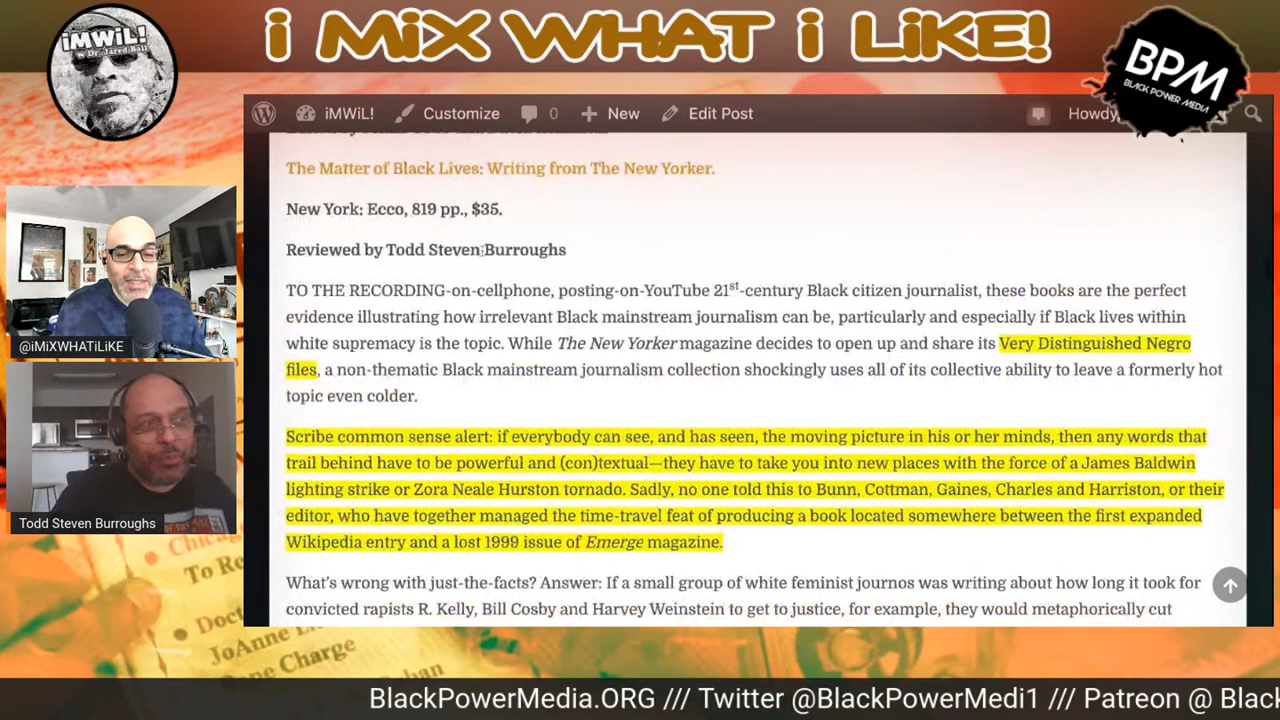 i MiX WHAT i LiKE!
iMWiL!
w Dr. Jared Ball
BPM
BLACK POWER MEDIA
iMWiL! Customize 0 New Edit Post Howdy,
The Matter of Black Lives: Writing from The New Yorker.
New York: Ecco, 819 pp., $35.
Reviewed by Todd Steven Burroughs
TO THE RECORDING-on-cellphone, posting-on-YouTube 21st-century Black citizen journalist, these books are the perfect
evidence illustrating how irrelevant Black mainstream journalism can be, particularly and especially if Black lives within
white supremacy is the topic. While The New Yorker magazine decides to open up and share its Very Distinguished Negro
files, a non-thematic Black mainstream journalism collection shockingly uses all of its collective ability to leave a formerly hot
topic even colder.
Scribe common sense alert: if everybody can see, and has seen, the moving picture in his or her minds, then any words that
trail behind have to be powerful and (con)textual—they have to take you into new places with the force of a James Baldwin
lighting strike or Zora Neale Hurston tornado. Sadly, no one told this to Bunn, Cottman, Gaines, Charles and Harriston, or their
editor, who have together managed the time-travel feat of producing a book located somewhere between the first expanded
Wikipedia entry and a lost 1999 issue of Emerge magazine.
What's wrong with just-the-facts? Answer: If a small group of white feminist journos was writing about how long it took for
convicted rapists R. Kelly, Bill Cosby and Harvey Weinstein to get to justice, for example, they would metaphorically cut
@iMiXWHATiLiKE
Todd Steven Burroughs
Chicag
To Re
Doct
JoAnne
Charge
BlackPowerMedia.ORG /// Twitter @BlackPowerMedi1 /// Patreon @ Blac